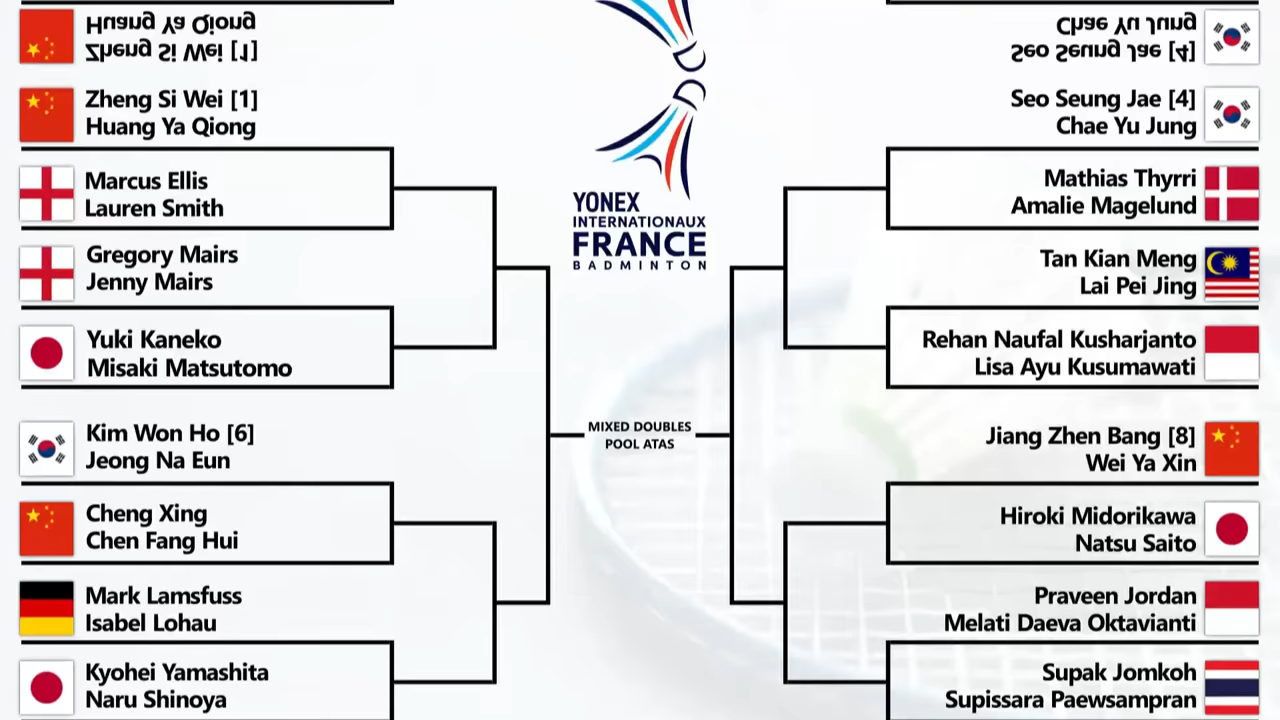 Huang Ya Qiong
Zheng Si Wei [1]
Zheng Si Wei [1]
Huang Ya Qiong
Marcus Ellis
Lauren Smith
Gregory Mairs
Jenny Mairs
Yuki Kaneko
Misaki Matsutomo
Kim Won Ho [6]
Jeong Na Eun
Cheng Xing
Chen Fang Hui
Mark Lamsfuss
Isabel Lohau
Kyohei Yamashita
Naru Shinoya
YONEX
INTERNATIONAUX
FRANCE
BADMINTON
MIXED DOUBLES
POOL ATAS
Chae Yu Jung
Seo Seung Jae [4]
Seo Seung Jae [4]
Chae Yu Jung
Mathias Thyrri
Amalie Magelund
Tan Kian Meng
Lai Pei Jing
Rehan Naufal Kusharjanto
Lisa Ayu Kusumawati
Jiang Zhen Bang [8]
Wei Ya Xin
Hiroki Midorikawa
Natsu Saito
Praveen Jordan
Melati Daeva Oktavianti
Supak Jomkoh
Supissara Paewsampran